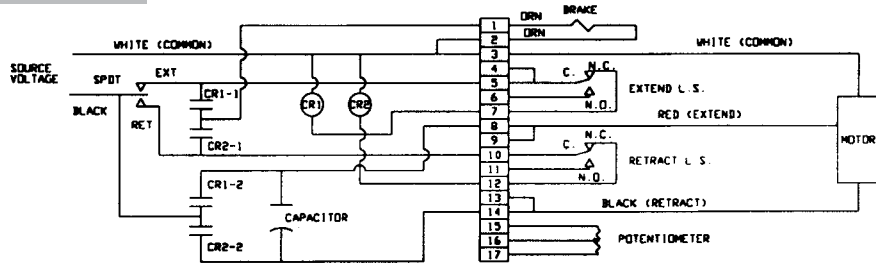 1
ORN
BRAKE
2
ORN
WHITE (COMMON)
3
WHITE (COMMON)
SOURCE
VOLTAGE
SPDT
EXT
4
C.
N.C.
5
CR1-1
CR1
CR2
6
EXTEND L.S.
BLACK
7
N.O.
RET
8
RED (EXTEND)
9
CR2-1
C.
N.C.
MOTOR
10
11
RETRACT L S.
CR1-2
12
N.O.
13
CAPACITOR
14
BLACK (RETRACT)
15
CR2-2
16
POTENTIOMETER
17